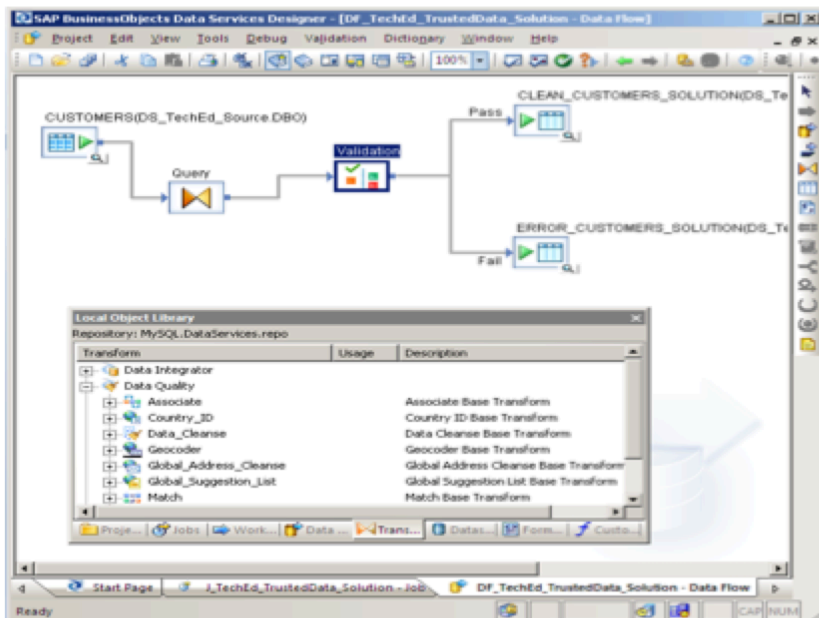 SAP BusinessObjects Data Services Designer - [DF_TechEd_TrustedData_Solution - Data Flow]
Project Edit View Tools Debug Validation Dictionary Window Help
100%
CLEAN_CUSTOMERS_SOLUTION(DS_Te
CUSTOMERS(DS_TechEd_Source.DBO)
Pass
Validation
Query
ERROR_CUSTOMERS_SOLUTION(DS_Te
Fail
Local Object Library
Repository: MySQL.DataServices.repo
Transform Usage Description
Data Integrator
Data Quality
Associate Associate Base Transform
Country_ID Country ID Base Transform
Data_Cleanse Data Cleanse Base Transform
Geocoder Geocoder Base Transform
Global_Address_Cleanse Global Address Cleanse Base Transform
Global_Suggestion_List Global Suggestion List Base Transform
Match Match Base Transform
Proje... Jobs Work... Data ... Trans... Datas... Form... Custo...
Start Page J_TechEd_TrustedData_Solution - Job DF_TechEd_TrustedData_Solution - Data Flow
Ready CAP NUM